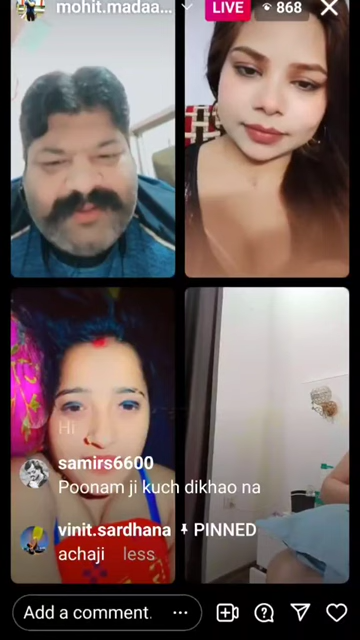 mohit.madaa...
LIVE
868
Hi
samirs6600
Poonam ji kuch dikhao na
vinit.sardhana PINNED
achaji less
Add a comment.